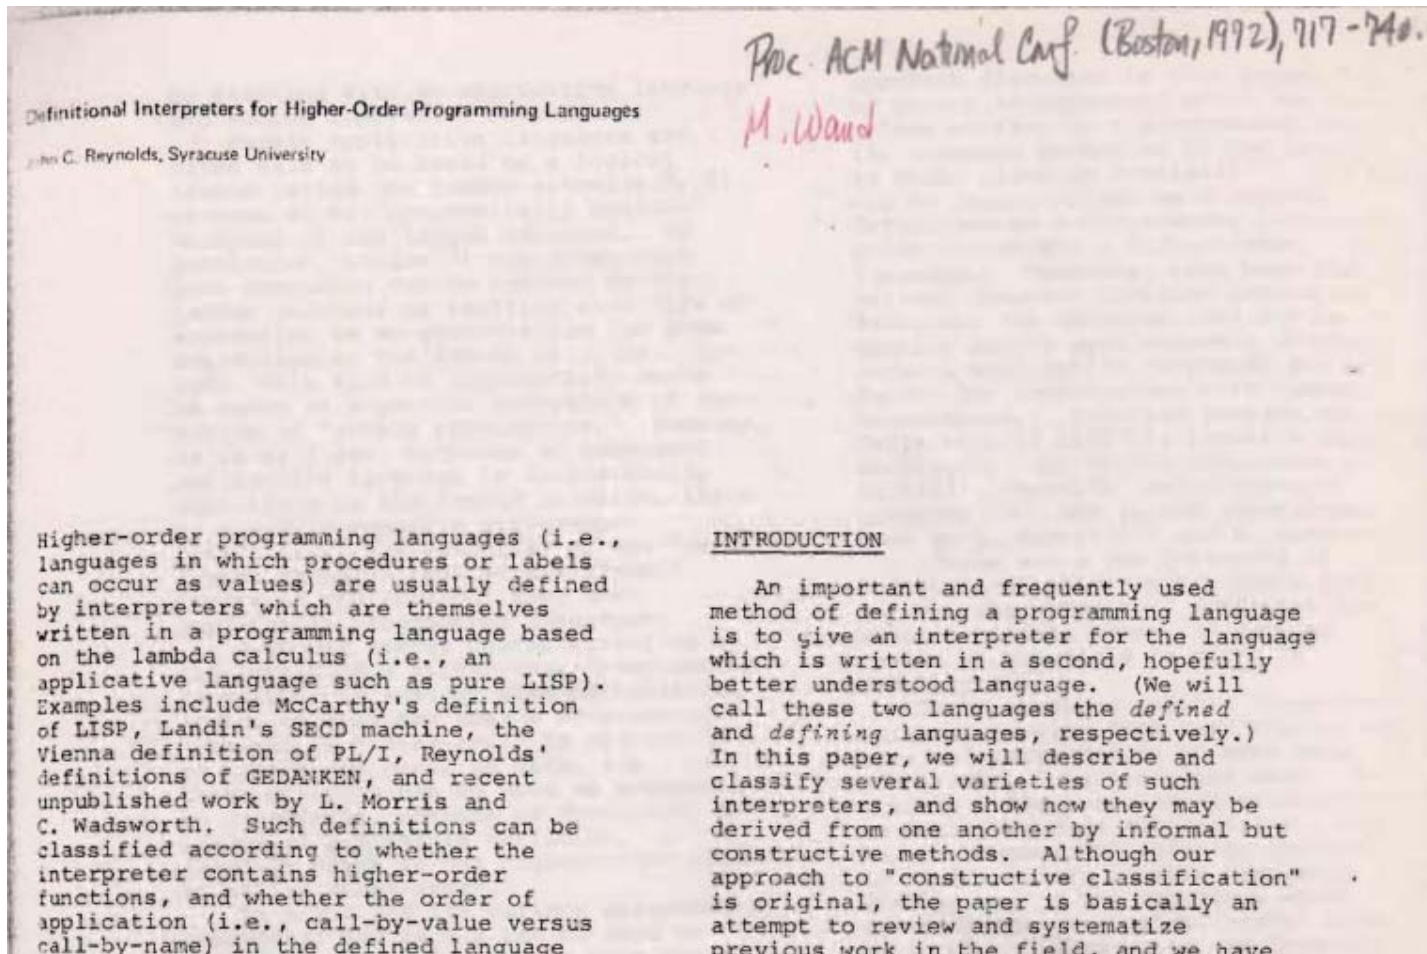 Proc. ACM National Conf. (Boston, 1972), 717-740.
M. Wand
Definitional Interpreters for Higher-Order Programming Languages
John C. Reynolds, Syracuse University
Higher-order programming languages (i.e.,
languages in which procedures or labels
can occur as values) are usually defined
by interpreters which are themselves
written in a programming language based
on the lambda calculus (i.e., an
applicative language such as pure LISP).
Examples include McCarthy's definition
of LISP, Landin's SECD machine, the
Vienna definition of PL/I, Reynolds'
definitions of GEDANKEN, and recent
unpublished work by L. Morris and
C. Wadsworth. Such definitions can be
classified according to whether the
interpreter contains higher-order
functions, and whether the order of
application (i.e., call-by-value versus
call-by-name) in the defined language
INTRODUCTION
An important and frequently used
method of defining a programming language
is to give an interpreter for the language
which is written in a second, hopefully
better understood language. (We will
call these two languages the defined
and defining languages, respectively.)
In this paper, we will describe and
classify several varieties of such
interpreters, and show how they may be
derived from one another by informal but
constructive methods. Although our
approach to "constructive classification"
is original, the paper is basically an
attempt to review and systematize
previous work in the field, and we have